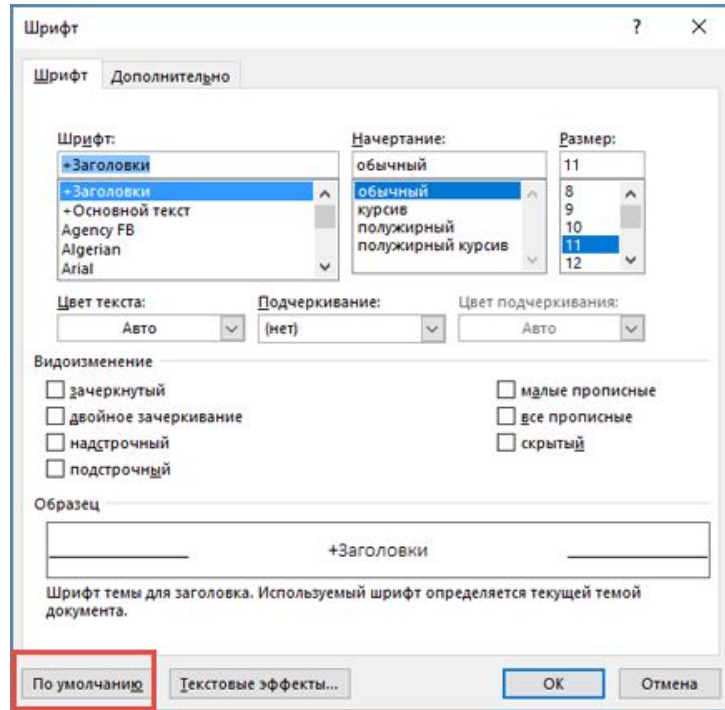 Шрифт ? ×
Шрифт Дополнительно
Шрифт: Начертание: Размер:
+Заголовки обычный 11
+Заголовки обычный 8
+Основной текст курсив 9
Agency FB полужирный 10
Algerian полужирный курсив 11
Arial 12
Цвет текста: Подчеркивание: Цвет подчеркивания:
Авто (нет) Авто
Видоизменение
зачеркнутый малые прописные
двойное зачеркивание все прописные
надстрочный скрытый
подстрочный
Образец
+Заголовки
Шрифт темы для заголовка. Используемый шрифт определяется текущей темой
документа.
По умолчанию Текстовые эффекты... ОК Отмена